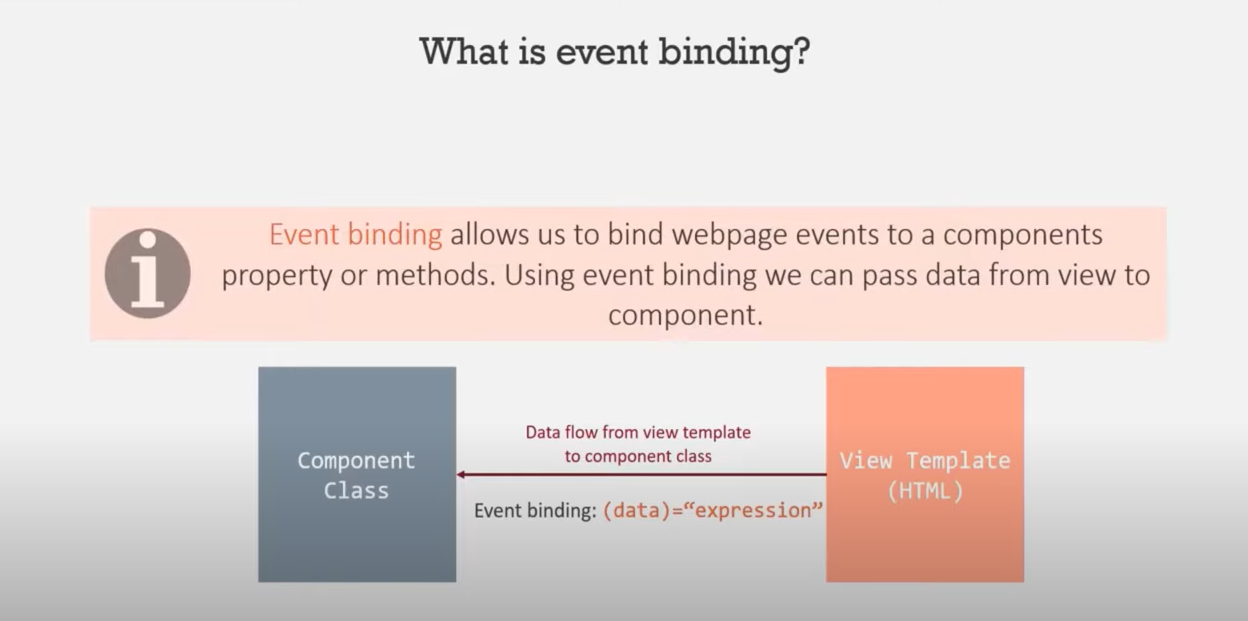 What is event binding?
Event binding allows us to bind webpage events to a components
property or methods. Using event binding we can pass data from view to
component.
Component
Class
Data flow from view template
to component class
Event binding: (data)=“expression”
View Template
(HTML)